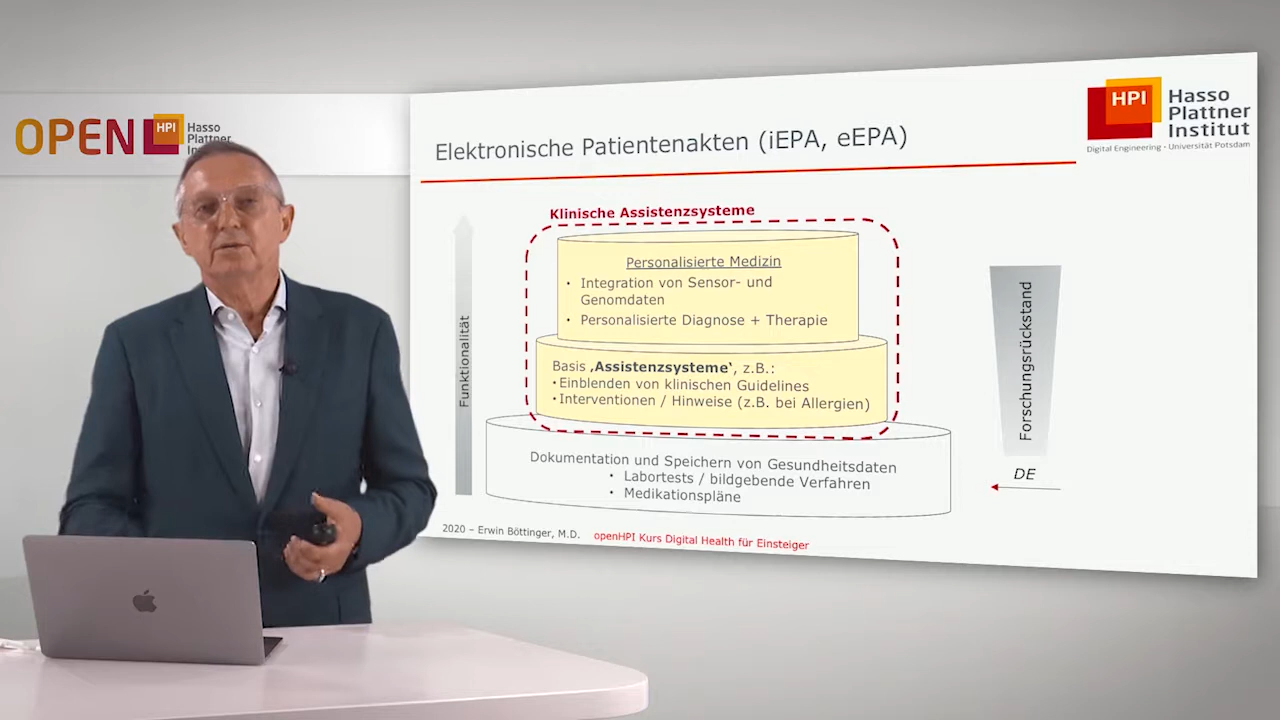 OPEN HPI Hasso
Plattner
Elektronische Patientenakten (iEPA, eEPA)
HPI Hasso
Plattner
Institut
Digital Engineering • Universität Potsdam
Klinische Assistenzsysteme
Personalisierte Medizin
• Integration von Sensor- und
Genomdaten
• Personalisierte Diagnose + Therapie
Basis ‚Assistenzsysteme‘, z.B.:
• Einblenden von klinischen Guidelines
• Interventionen / Hinweise (z.B. bei Allergien)
Dokumentation und Speichern von Gesundheitsdaten
• Labortests / bildgebende Verfahren
• Medikationspläne
Funktionalität
Forschungsrückstand
DE
2020 – Erwin Böttinger, M.D. openHPI Kurs Digital Health für Einsteiger